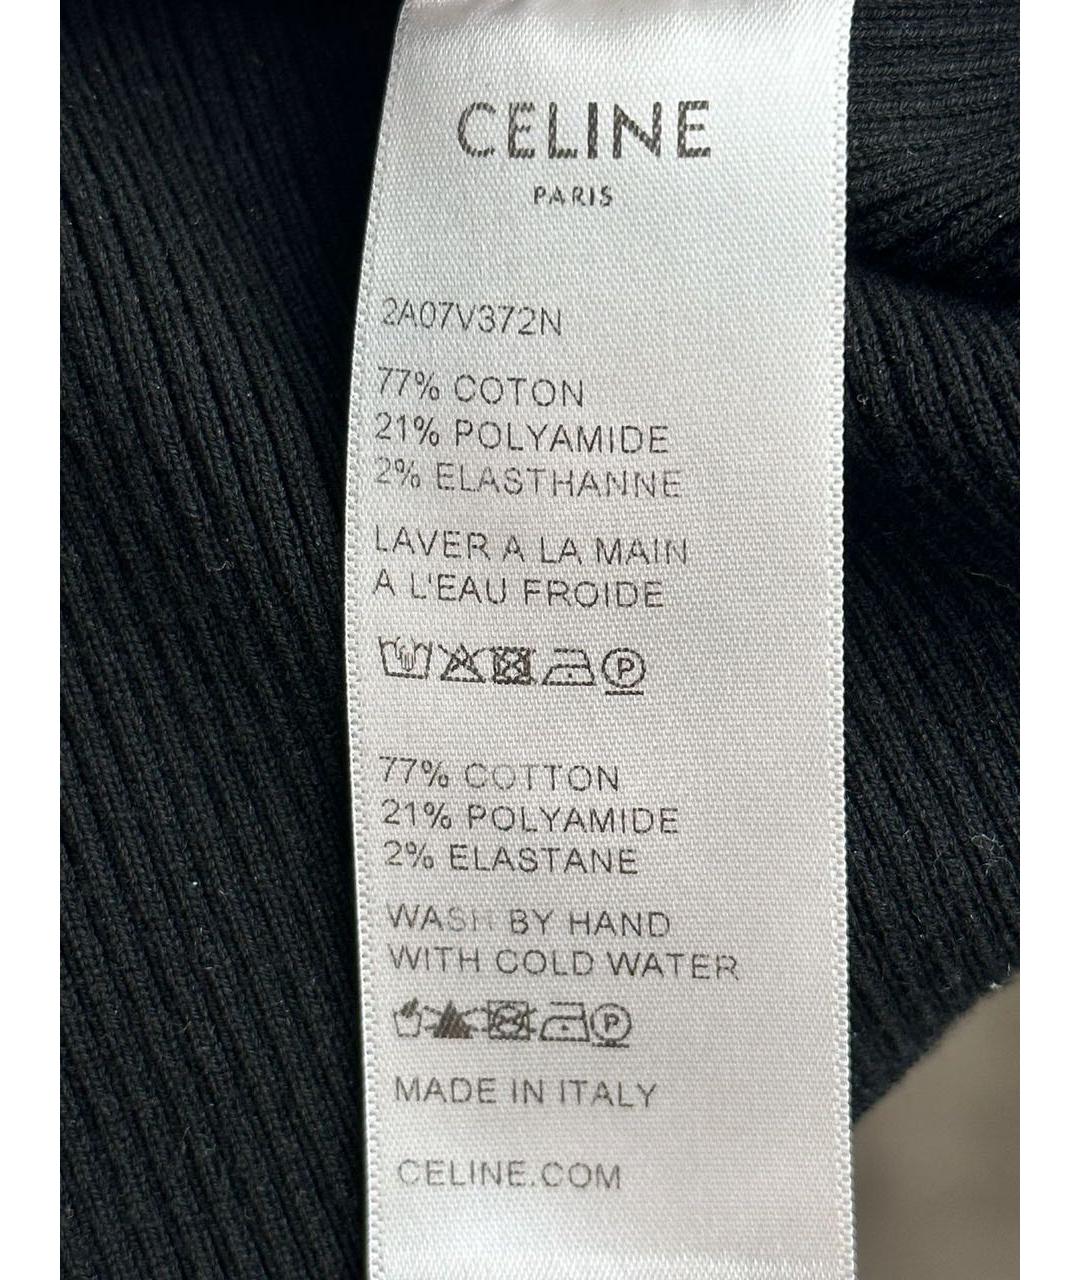 CELINE
PARIS
2A07V372N
77% COTON
21% POLYAMIDE
2% ELASTHANNE
LAVER A LA MAIN
A L'EAU FROIDE
P
77% COTTON
21% POLYAMIDE
2% ELASTANE
WASH BY HAND
WITH COLD WATER
P
MADE IN ITALY
CELINE.COM